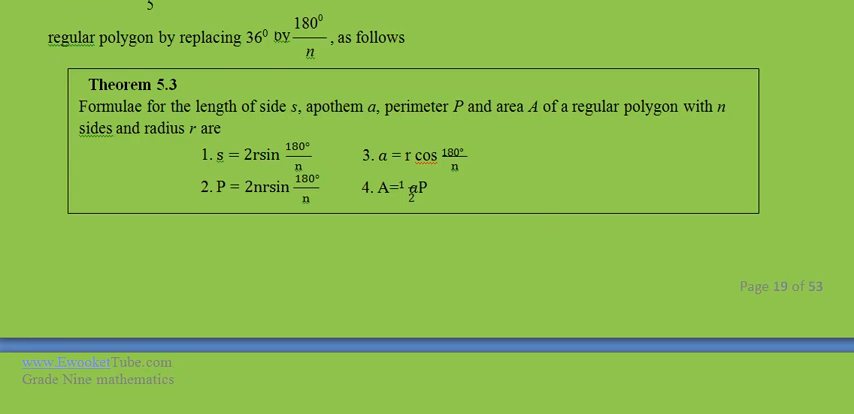 5
regular polygon by replacing 36⁰ by 180⁰/n , as follows
Theorem 5.3
Formulae for the length of side s, apothem a, perimeter P and area A of a regular polygon with n
sides and radius r are
1. s = 2rsin 180°/n 3. a = r cos 180°/n
2. P = 2nrsin 180°/n 4. A=1/2 aP
Page 19 of 53
www.EwooketTube.com
Grade Nine mathematics